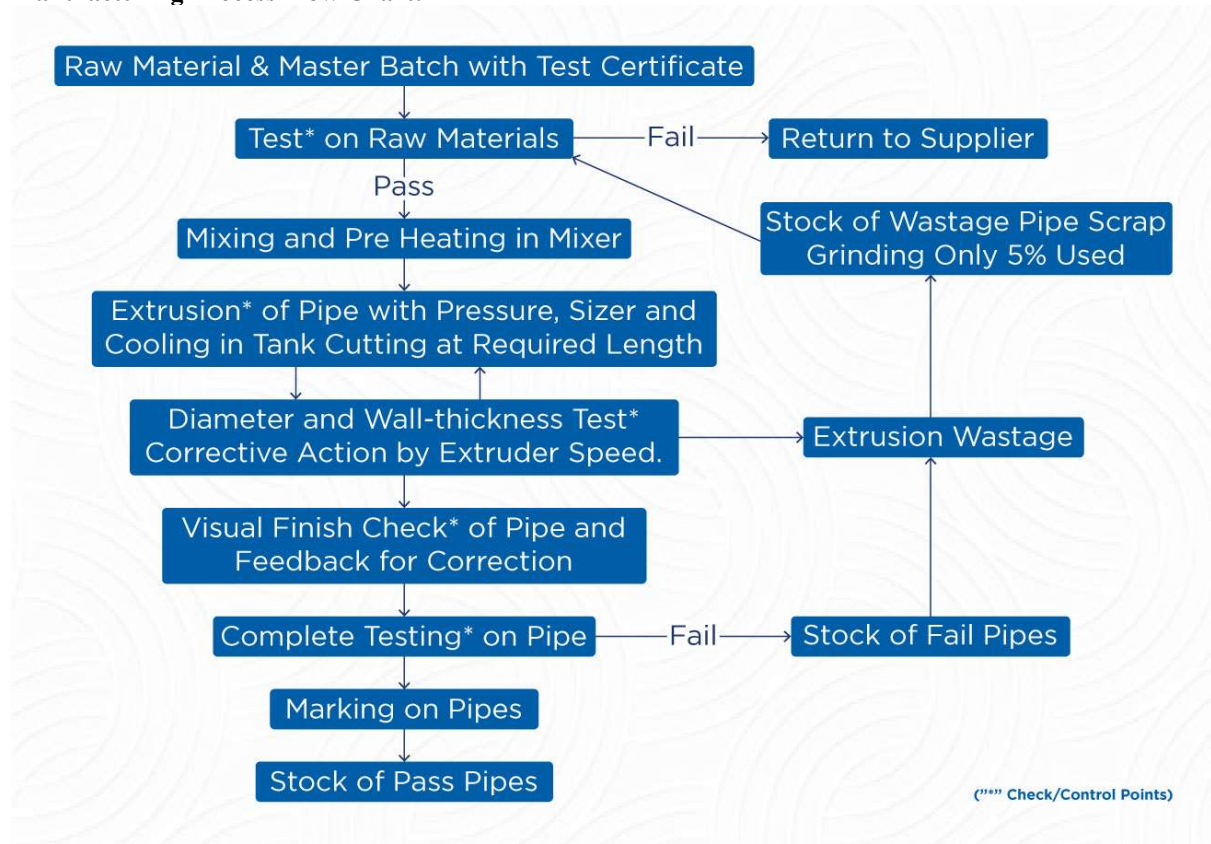 Raw Material & Master Batch with Test Certificate
Test* on Raw Materials
Fail
Return to Supplier
Pass
Stock of Wastage Pipe Scrap
Grinding Only 5% Used
Mixing and Pre Heating in Mixer
Extrusion* of Pipe with Pressure, Sizer and
Cooling in Tank Cutting at Required Length
Diameter and Wall-thickness Test*
Corrective Action by Extruder Speed.
Extrusion Wastage
Visual Finish Check* of Pipe and
Feedback for Correction
Complete Testing* on Pipe
Fail
Stock of Fail Pipes
Marking on Pipes
Stock of Pass Pipes
("*" Check/Control Points)